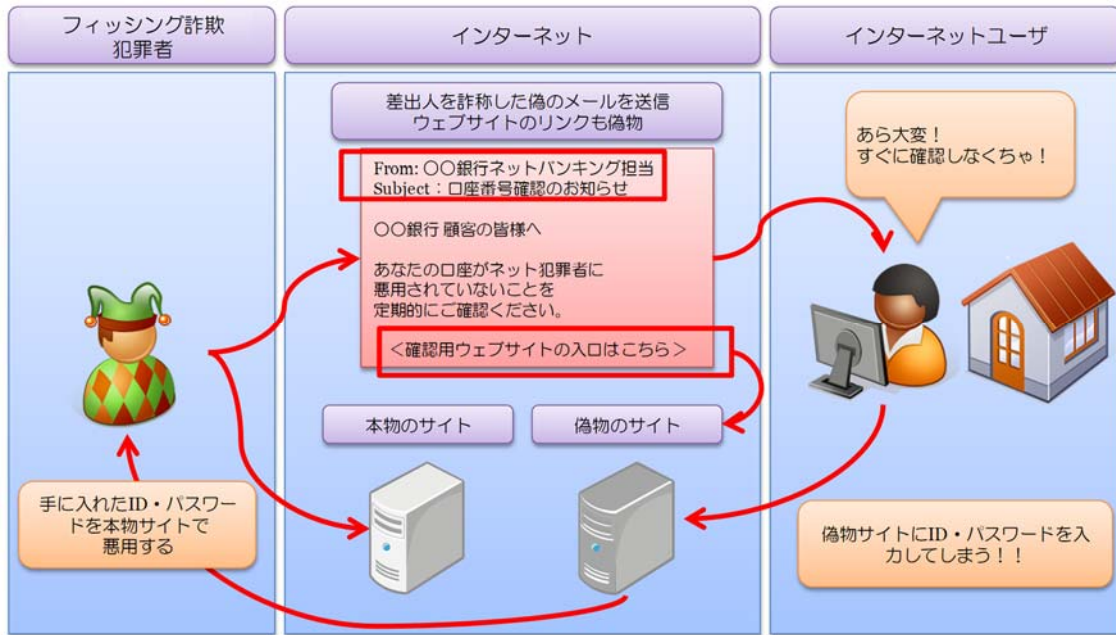 フィッシング詐欺
犯罪者
インターネット
インターネットユーザ
差出人を詐称した偽のメールを送信
ウェブサイトのリンクも偽物
From: 〇〇銀行ネットバンキング担当
Subject：口座番号確認のお知らせ
〇〇銀行 顧客の皆様へ
あなたの口座がネット犯罪者に
悪用されていないことを
定期的にご確認ください。
＜確認用ウェブサイトの入口はこちら＞
あら大変！
すぐに確認しなくちゃ！
本物のサイト
偽物のサイト
手に入れたID・パスワー
ドを本物サイトで
悪用する
偽物サイトにID・パスワードを入
力してしまう！！